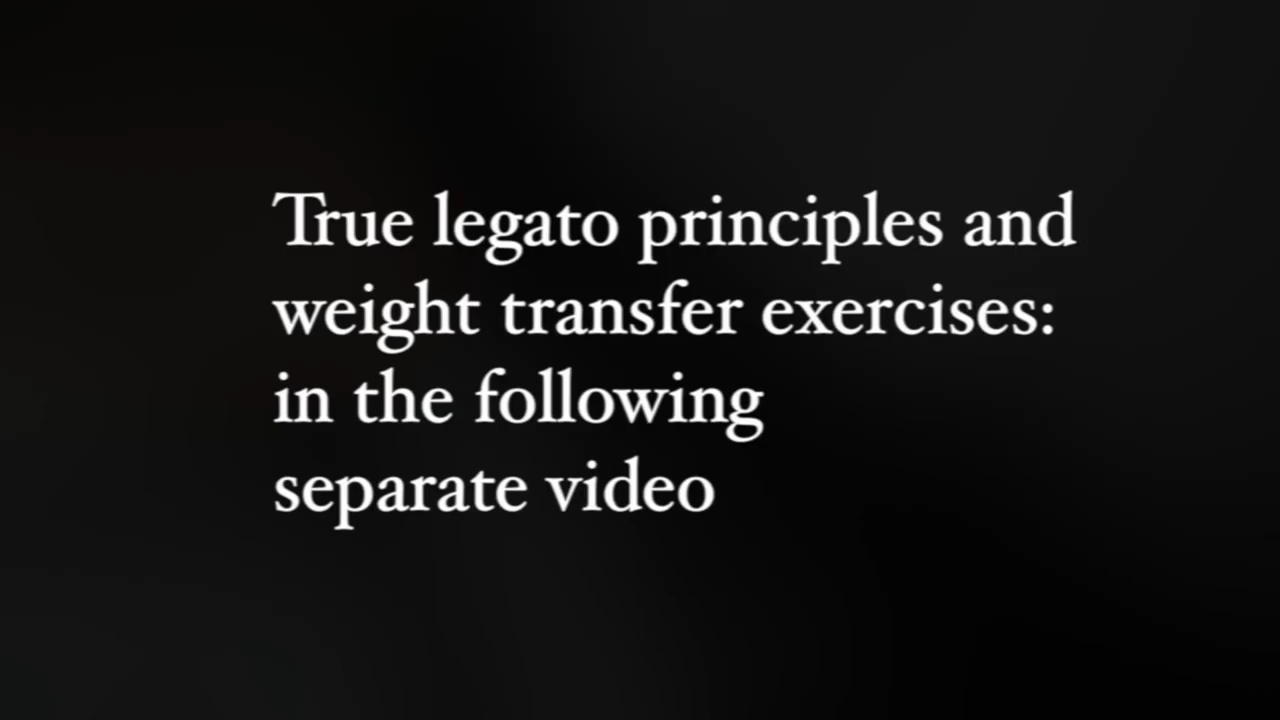 True legato principles and
weight transfer exercises:
in the following
separate video